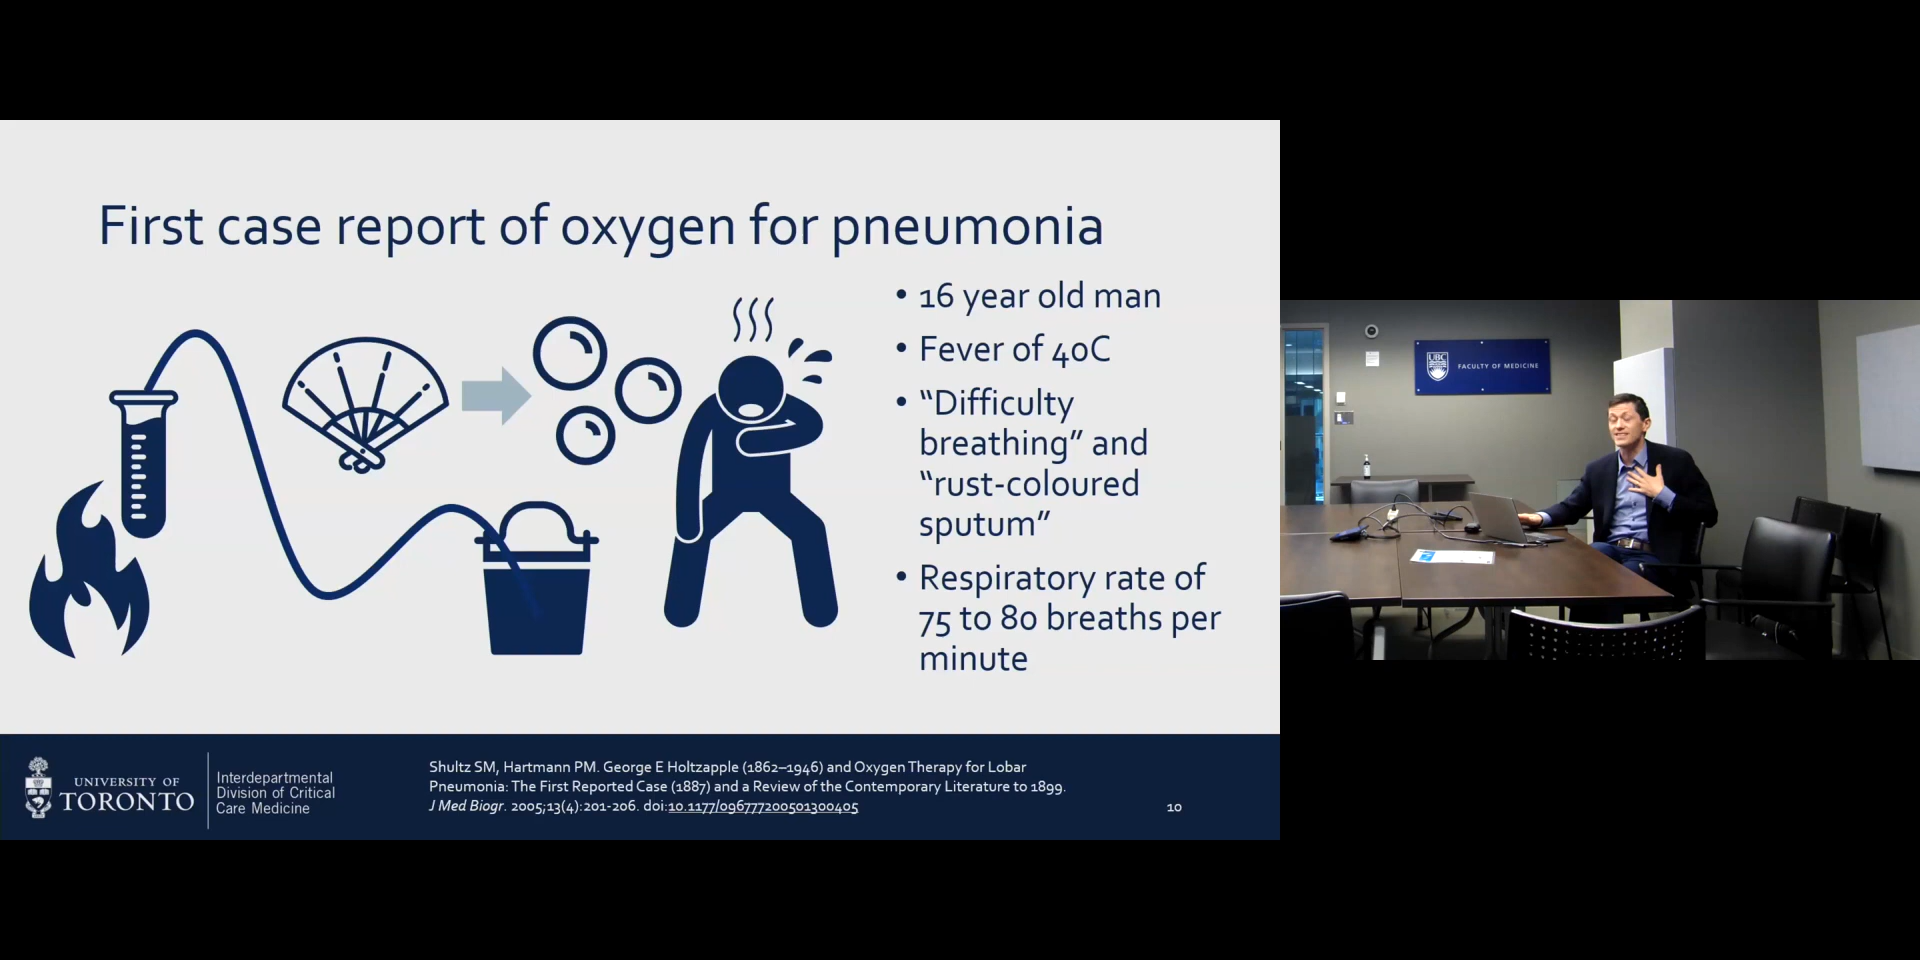 First case report of oxygen for pneumonia
• 16 year old man
• Fever of 40C
• “Difficulty
breathing” and
“rust-coloured
sputum”
• Respiratory rate of
75 to 80 breaths per
minute
UNIVERSITY OF
TORONTO
Interdepartmental
Division of Critical
Care Medicine
Shultz SM, Hartmann PM. George E Holtzapple (1862–1946) and Oxygen Therapy for Lobar
Pneumonia: The First Reported Case (1887) and a Review of the Contemporary Literature to 1899.
J Med Biogr. 2005;13(4):201-206. doi:10.1177/096777200501300405
10
UBC
FACULTY OF MEDICINE